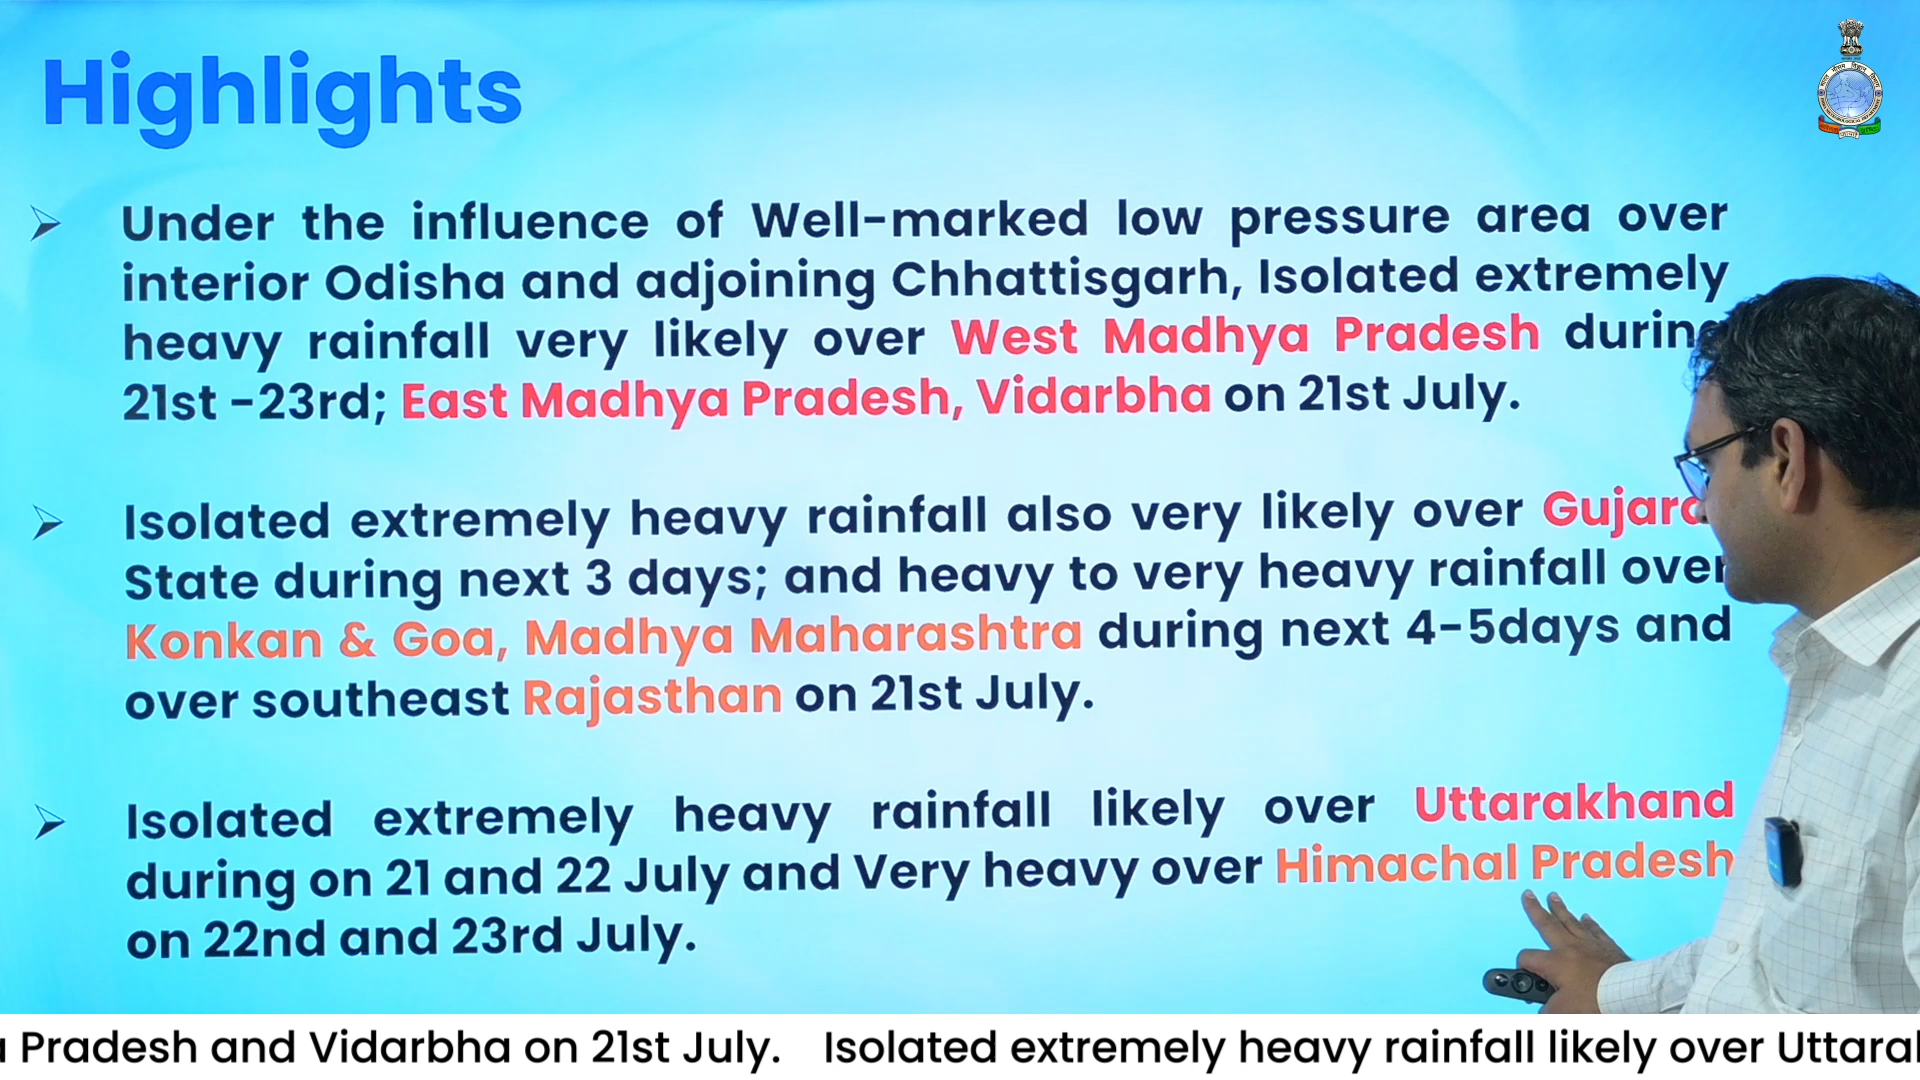 Highlights
Under the influence of Well-marked low pressure area over
interior Odisha and adjoining Chhattisgarh, Isolated extremely
heavy rainfall very likely over West Madhya Pradesh during
21st -23rd; East Madhya Pradesh, Vidarbha on 21st July.
Isolated extremely heavy rainfall also very likely over Gujarat
State during next 3 days; and heavy to very heavy rainfall over
Konkan & Goa, Madhya Maharashtra during next 4-5days and
over southeast Rajasthan on 21st July.
Isolated extremely heavy rainfall likely over Uttarakhand
during on 21 and 22 July and Very heavy over Himachal Pradesh
on 22nd and 23rd July.
Pradesh and Vidarbha on 21st July. Isolated extremely heavy rainfall likely over